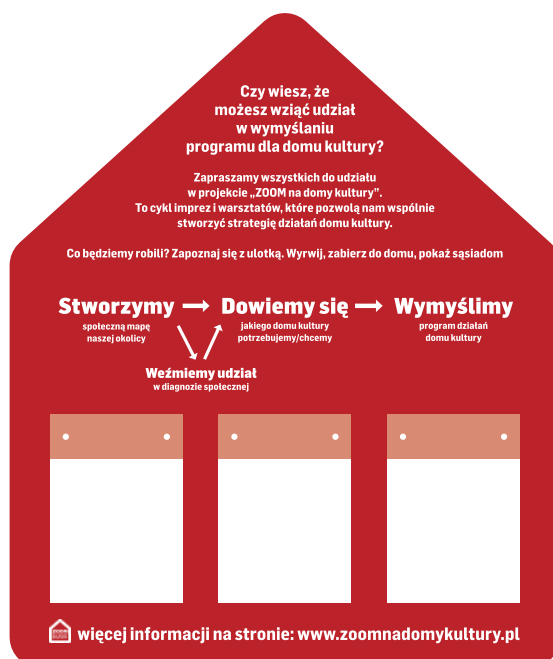 Czy wiesz, że
możesz wziąć udział
w wymyślaniu
programu dla domu kultury?
Zapraszamy wszystkich do udziału
w projekcie „ZOOM na domy kultury”.
To cykl imprez i warsztatów, które pozwolą nam wspólnie
stworzyć strategię działań domu kultury.
Co będziemy robili? Zapoznaj się z ulotką. Wyrwij, zabierz do domu, pokaż sąsiadom
Stworzymy
społeczną mapę
naszej okolicy
Weźmiemy udział
w diagnozie społecznej
Dowiemy się
jakiego domu kultury
potrzebujemy/chcemy
Wymyślimy
program działań
domu kultury
ZOOM
więcej informacji na stronie: www.zoomnadomykultury.pl